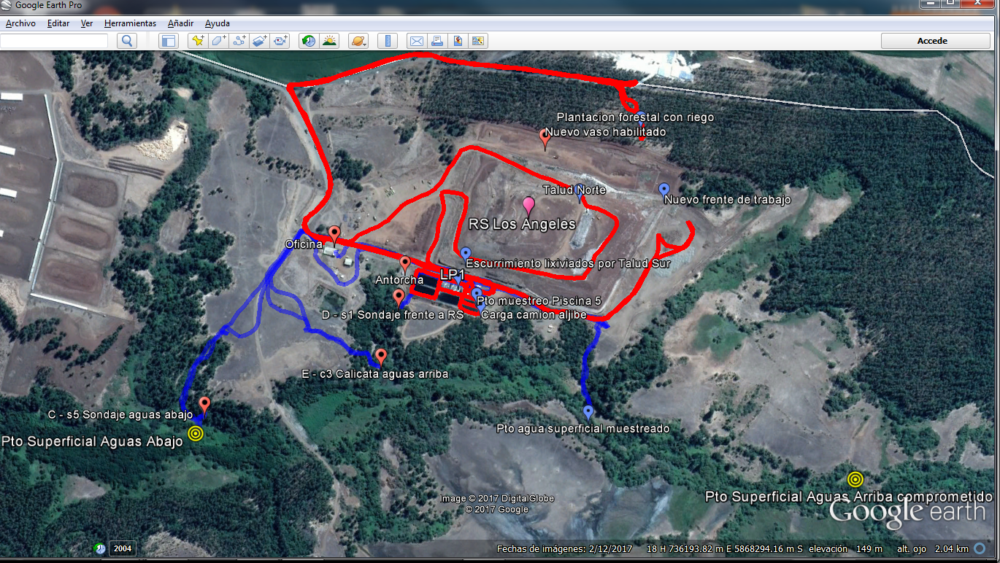 Google Earth Pro
Archivo Editar Ver Herramientas Añadir Ayuda
Accede
Plantacion forestal con riego
Nuevo vaso habilitado
Talud Norte
Nuevo frente de trabajo
RS Los Angeles
Oficina
Escurrimiento lixiviados por Talud Sur
LP1
Antorcha
Pto muestreo Piscina 5
D - s1 Sondaje frente a RS
Carga camion aljibe
E - c3 Calicata aguas arriba
C - s5 Sondaje aguas abajo
Pto agua superficial muestreado
Pto Superficial Aguas Abajo
Pto Superficial Aguas Arriba comprometido
Image © 2017 DigitalGlobe
© 2017 Google
Google earth
2004
Fechas de imágenes: 2/12/2017 18 H 736193.82 m E 5868294.16 m S elevación 149 m alt. ojo 2.04 km